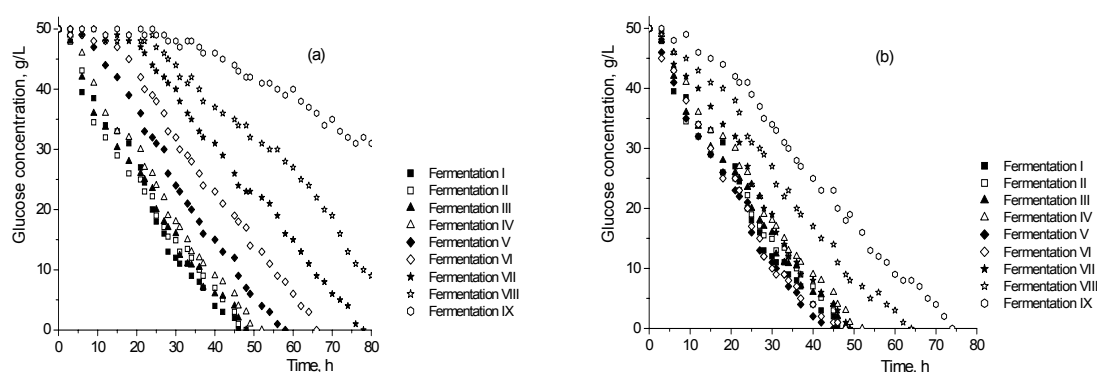 (a)
Glucose concentration, g/L
50
40
30
20
10
0
0 10 20 30 40 50 60 70 80
Time, h
Fermentation I
Fermentation II
Fermentation III
Fermentation IV
Fermentation V
Fermentation VI
Fermentation VII
Fermentation VIII
Fermentation IX
(b)
Glucose concentration, g/L
50
40
30
20
10
0
0 10 20 30 40 50 60 70 80
Time, h
Fermentation I
Fermentation II
Fermentation III
Fermentation IV
Fermentation V
Fermentation VI
Fermentation VII
Fermentation VIII
Fermentation IX